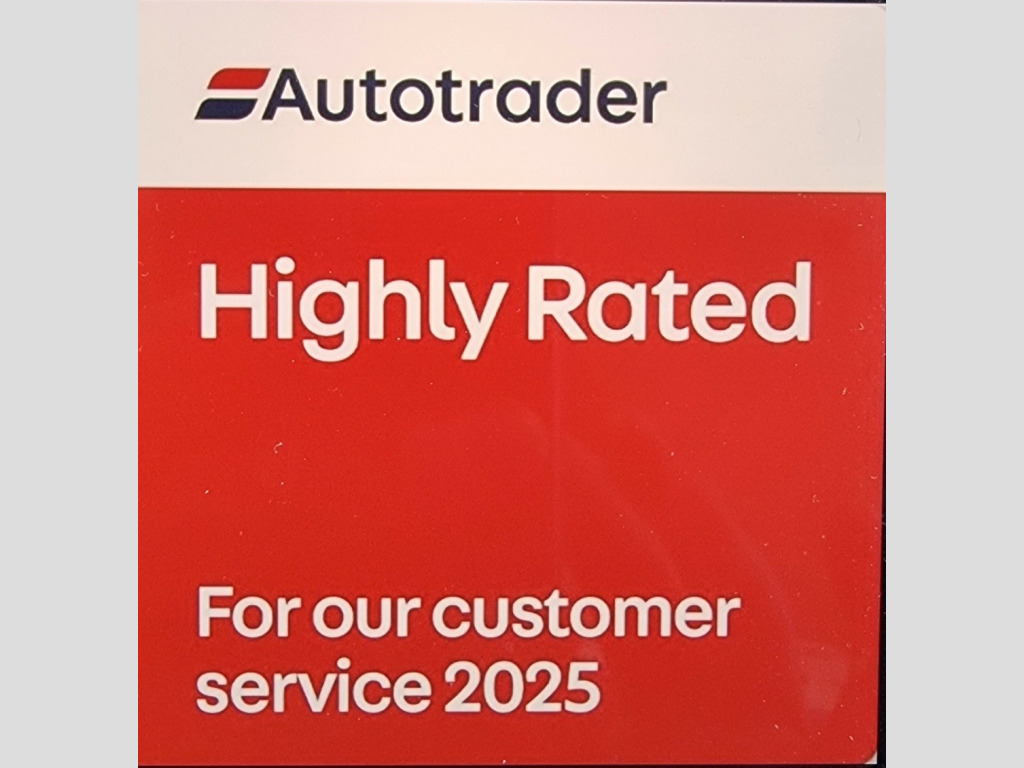 Autotrader
Highly Rated
For our customer
service 2025